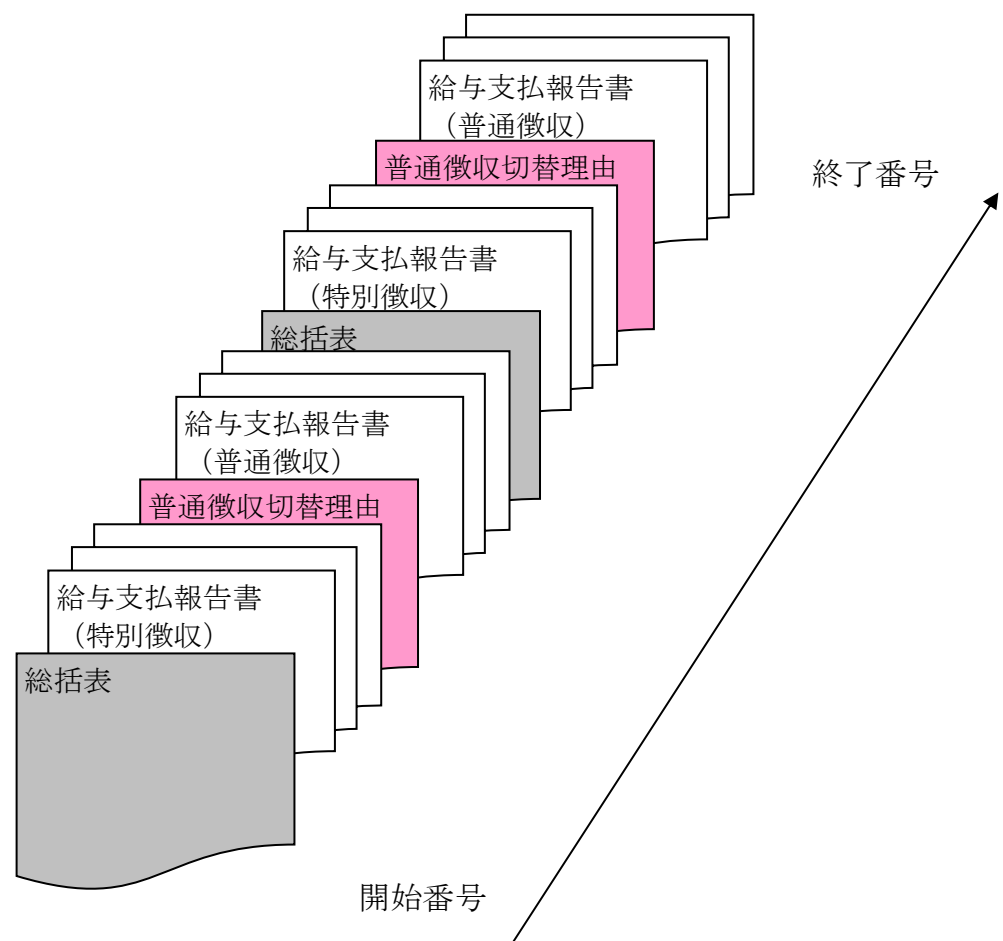 給与支払報告書
（普通徴収）
普通徴収切替理由
終了番号
給与支払報告書
（特別徴収）
総括表
給与支払報告書
（普通徴収）
普通徴収切替理由
給与支払報告書
（特別徴収）
総括表
開始番号